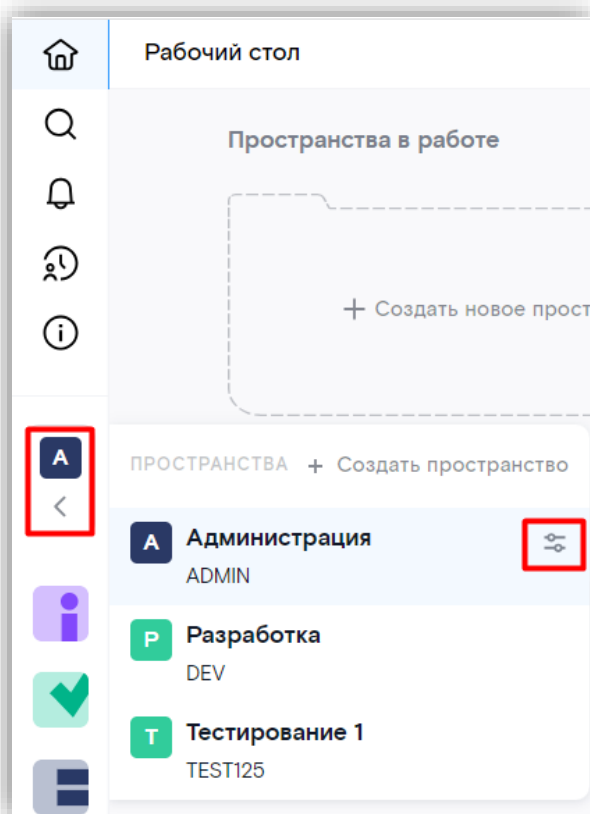 Рабочий стол
Пространства в работе
+ Создать новое прост
A
ПРОСТРАНСТВА + Создать пространство
А Администрация
ADMIN
Р Разработка
DEV
Т Тестирование 1
TEST125